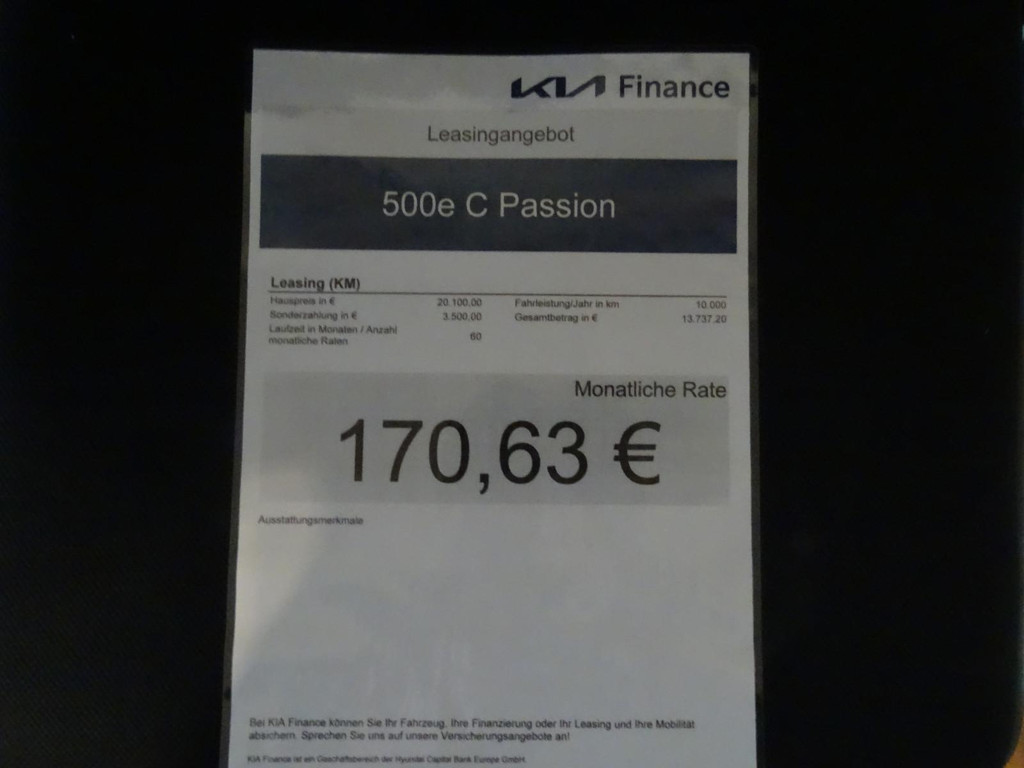 KIA Finance
Leasingangebot
500e C Passion
Leasing (KM)
Hauspreis in € 20.100,00 Fahrleistung/Jahr in km 10.000
Sonderzahlung in € 3.500,00 Gesamtbetrag in € 13.737,20
Laufzeit in Monaten / Anzahl
monatliche Raten 60
Monatliche Rate
170,63 €
Ausstattungsmerkmale
Bei KIA Finance können Sie Ihr Fahrzeug, Ihre Finanzierung oder Ihr Leasing und Ihre Mobilität
absichern. Sprechen Sie uns auf unsere Versicherungsangebote an!
KIA Finance ist ein Geschäftsbereich der Hyundai Capital Bank Europe GmbH.